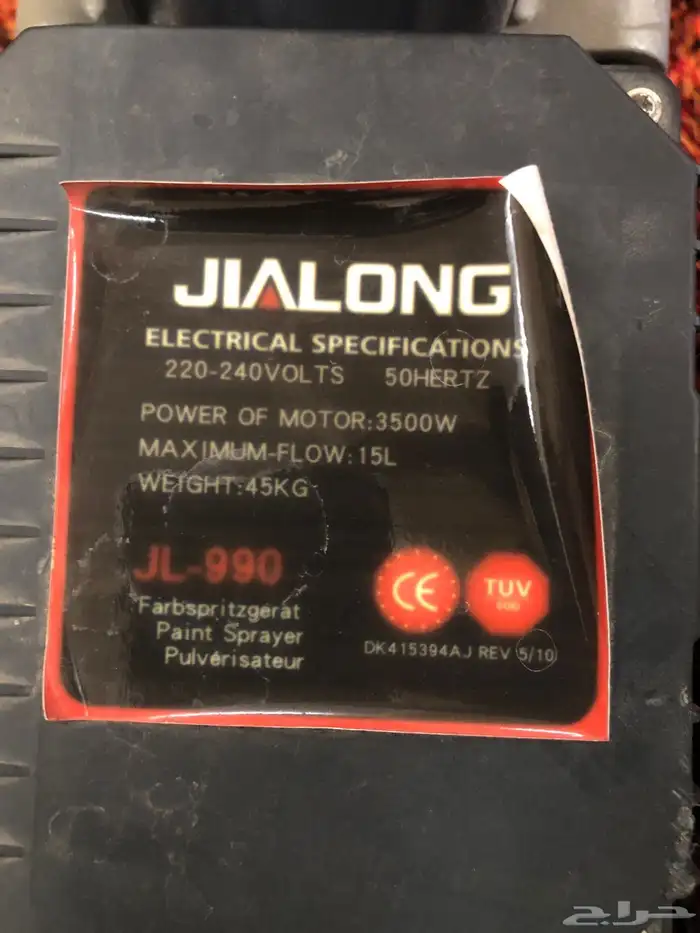 JIALONG
ELECTRICAL SPECIFICATIONS
220-240VOLTS 50HERTZ
POWER OF MOTOR:3500W
MAXIMUM-FLOW:15L
WEIGHT:45KG
JL-990
CE
TUV
Farbspritzgerat
Paint Sprayer
Pulvérisateur
DK415394AJ REV 5/10
حراج